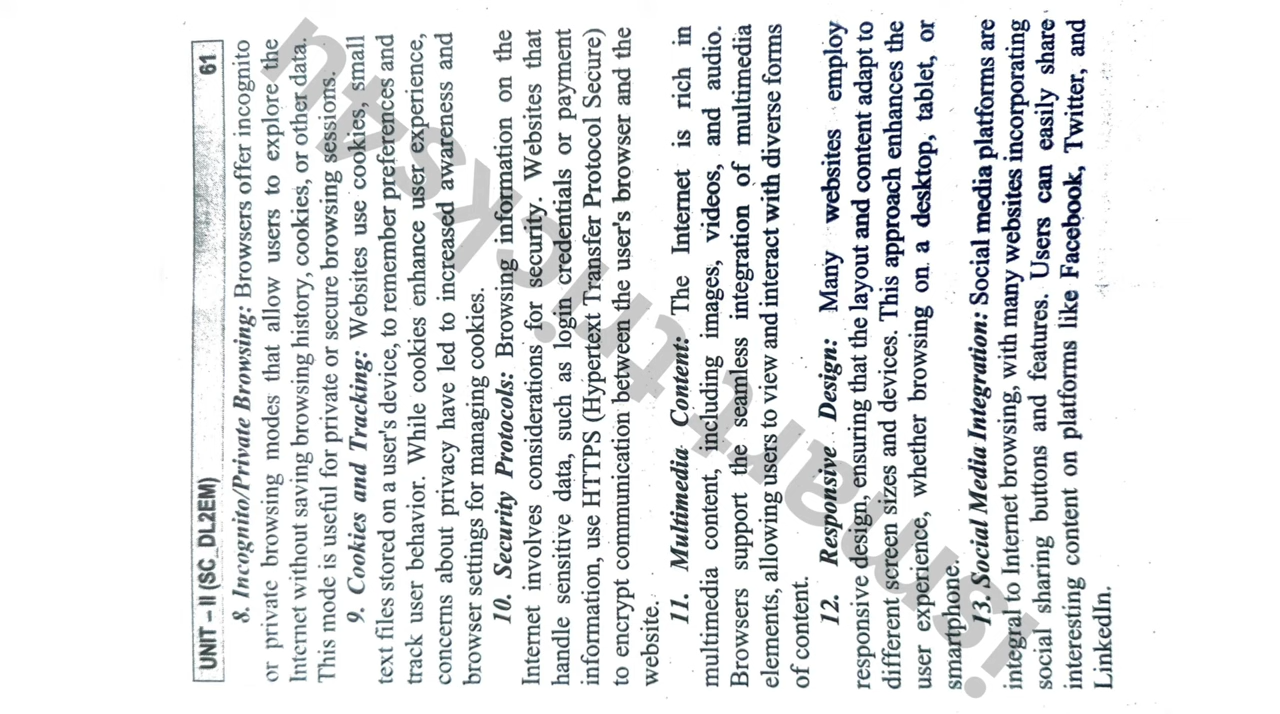 UNIT – II (SC_DL2EM) 61
8. Incognito/Private Browsing: Browsers offer incognito
or private browsing modes that allow users to explore the
Internet without saving browsing history, cookies, or other data.
This mode is useful for private or secure browsing sessions.
9. Cookies and Tracking: Websites use cookies, small
text files stored on a user's device, to remember preferences and
track user behavior. While cookies enhance user experience,
concerns about privacy have led to increased awareness and
browser settings for managing cookies.
10. Security Protocols: Browsing information on the
Internet involves considerations for security. Websites that
handle sensitive data, such as login credentials or payment
information, use HTTPS (Hypertext Transfer Protocol Secure)
to encrypt communication between the user's browser and the
website.
11. Multimedia Content: The Internet is rich in
multimedia content, including images, videos, and audio.
Browsers support the seamless integration of multimedia
elements, allowing users to view and interact with diverse forms
of content.
12. Responsive Design: Many websites employ
responsive design, ensuring that the layout and content adapt to
different screen sizes and devices. This approach enhances the
user experience, whether browsing on a desktop, tablet, or
smartphone.
13. Social Media Integration: Social media platforms are
integral to Internet browsing, with many websites incorporating
social sharing buttons and features. Users can easily share
interesting content on platforms like Facebook, Twitter, and
LinkedIn.
ismart tricks4u